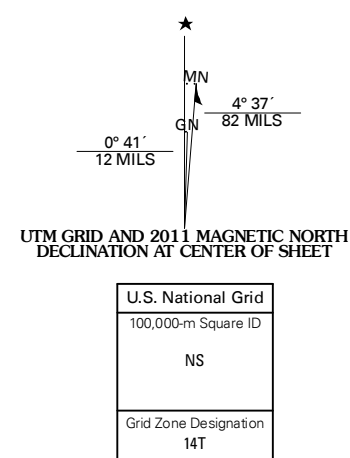 MN
4° 37´
82 MILS
GN
0° 41´
12 MILS
UTM GRID AND 2011 MAGNETIC NORTH
DECLINATION AT CENTER OF SHEET
U.S. National Grid
100,000-m Square ID
NS
Grid Zone Designation
14T